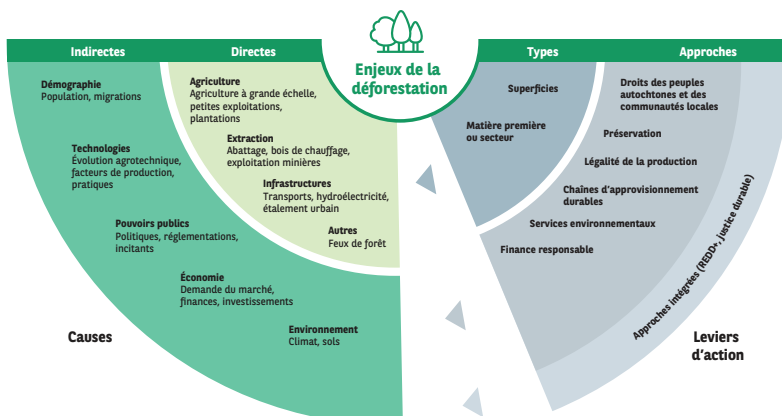 Enjeux de la
déforestation
Indirectes
Directes
Types
Approches
Démographie
Population, migrations
Technologies
Évolution agrotechnique,
facteurs de production,
pratiques
Pouvoirs publics
Politiques, réglementations,
incitants
Économie
Demande du marché,
finances, investissements
Environnement
Climat, sols
Agriculture
Agriculture à grande échelle,
petites exploitations,
plantations
Extraction
Abattage, bois de chauffage,
exploitation minières
Infrastructures
Transports, hydroélectricité,
étalement urbain
Autres
Feux de forêt
Causes
Superficies
Matière première
ou secteur
Droits des peuples
autochtones et des
communautés locales
Préservation
Légalité de la production
Chaînes d'approvisionnement
durables
Services environnementaux
Finance responsable
Approches intégrées (REDD+, justice durable)
Leviers
d'action